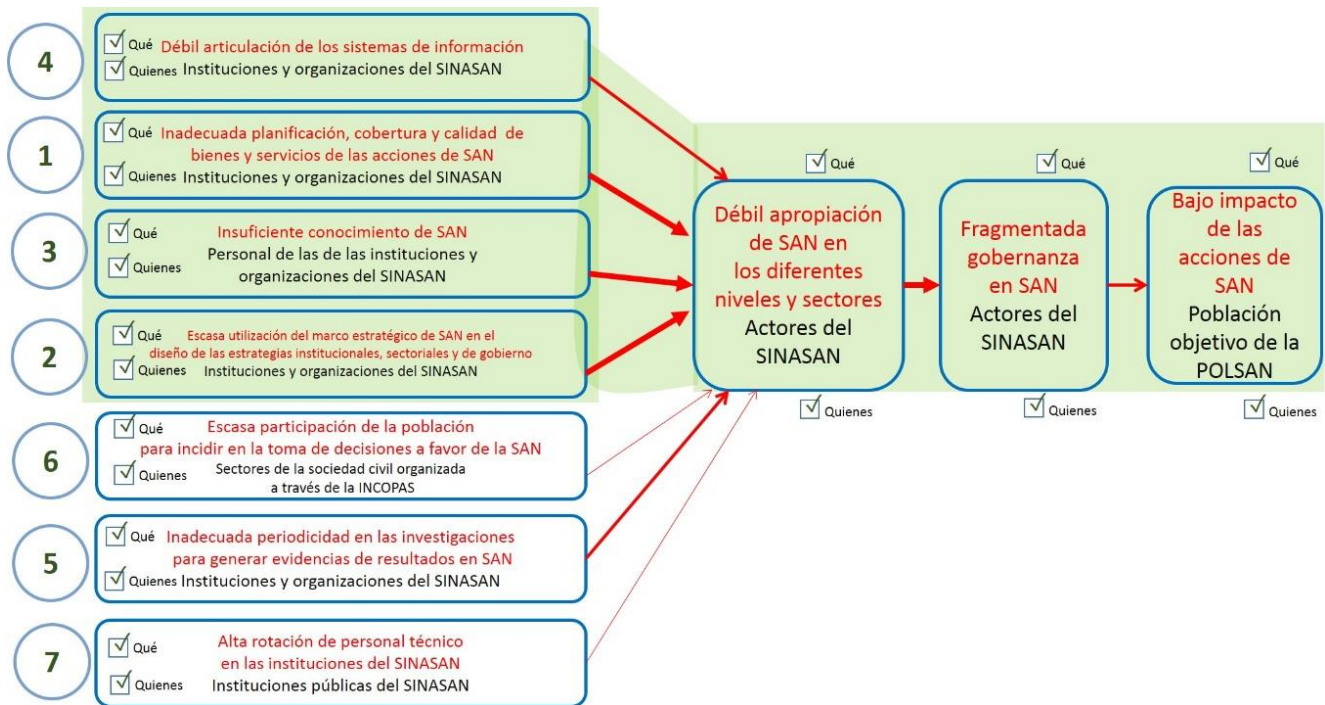 4
Qué Débil articulación de los sistemas de información
Quienes Instituciones y organizaciones del SINASAN
1
Qué Inadecuada planificación, cobertura y calidad de
bienes y servicios de las acciones de SAN
Quienes Instituciones y organizaciones del SINASAN
3
Qué Insuficiente conocimiento de SAN
Personal de las de las instituciones y
Quienes organizaciones del SINASAN
2
Qué Escasa utilización del marco estratégico de SAN en el
diseño de las estrategias institucionales, sectoriales y de gobierno
Quienes Instituciones y organizaciones del SINASAN
6
Qué Escasa participación de la población
para incidir en la toma de decisiones a favor de la SAN
Quienes Sectores de la sociedad civil organizada
a través de la INCOPAS
5
Qué Inadecuada periodicidad en las investigaciones
para generar evidencias de resultados en SAN
Quienes Instituciones y organizaciones del SINASAN
7
Qué Alta rotación de personal técnico
en las instituciones del SINASAN
Quienes Instituciones públicas del SINASAN
Qué
Débil apropiación
de SAN en
los diferentes
niveles y sectores
Actores del
SINASAN
Quienes
Qué
Fragmentada
gobernanza
en SAN
Actores del
SINASAN
Quienes
Qué
Bajo impacto
de las
acciones de
SAN
Población
objetivo de la
POLSAN
Quienes